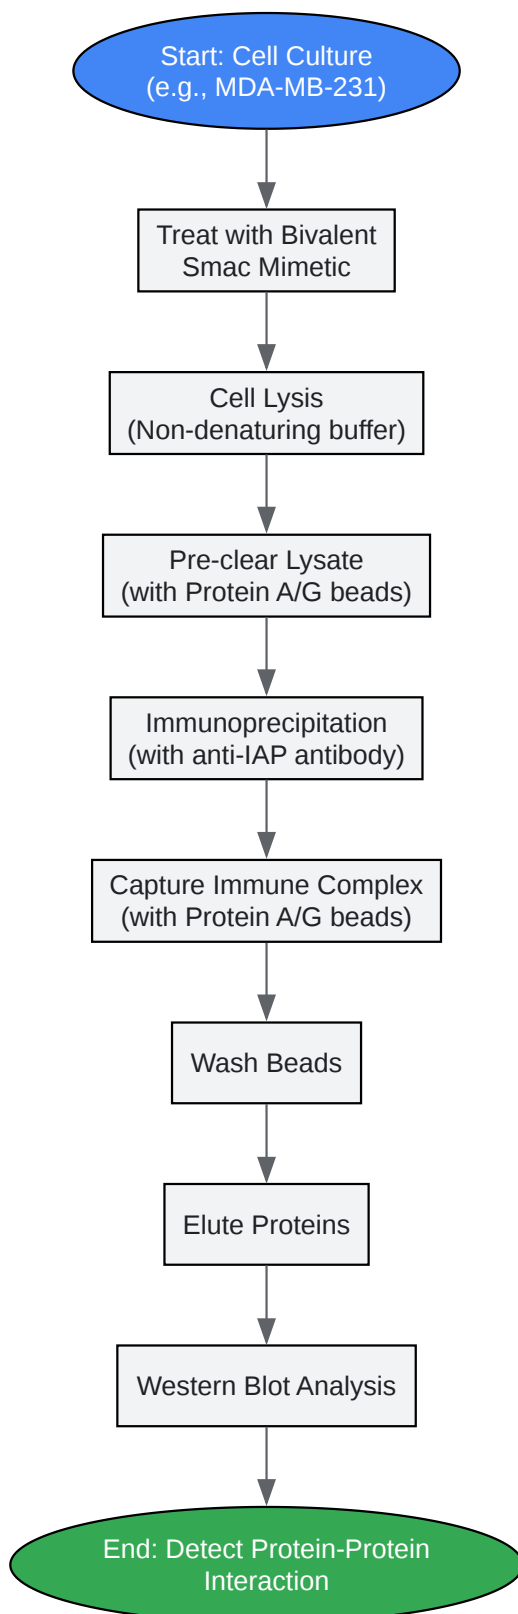 Start: Cell Culture
(e.g., MDA-MB-231)
Treat with Bivalent
Smac Mimetic
Cell Lysis
(Non-denaturing buffer)
Pre-clear Lysate
(with Protein A/G beads)
Immunoprecipitation
(with anti-IAP antibody)
Capture Immune Complex
(with Protein A/G beads)
Wash Beads
Elute Proteins
Western Blot Analysis
End: Detect Protein-Protein
Interaction